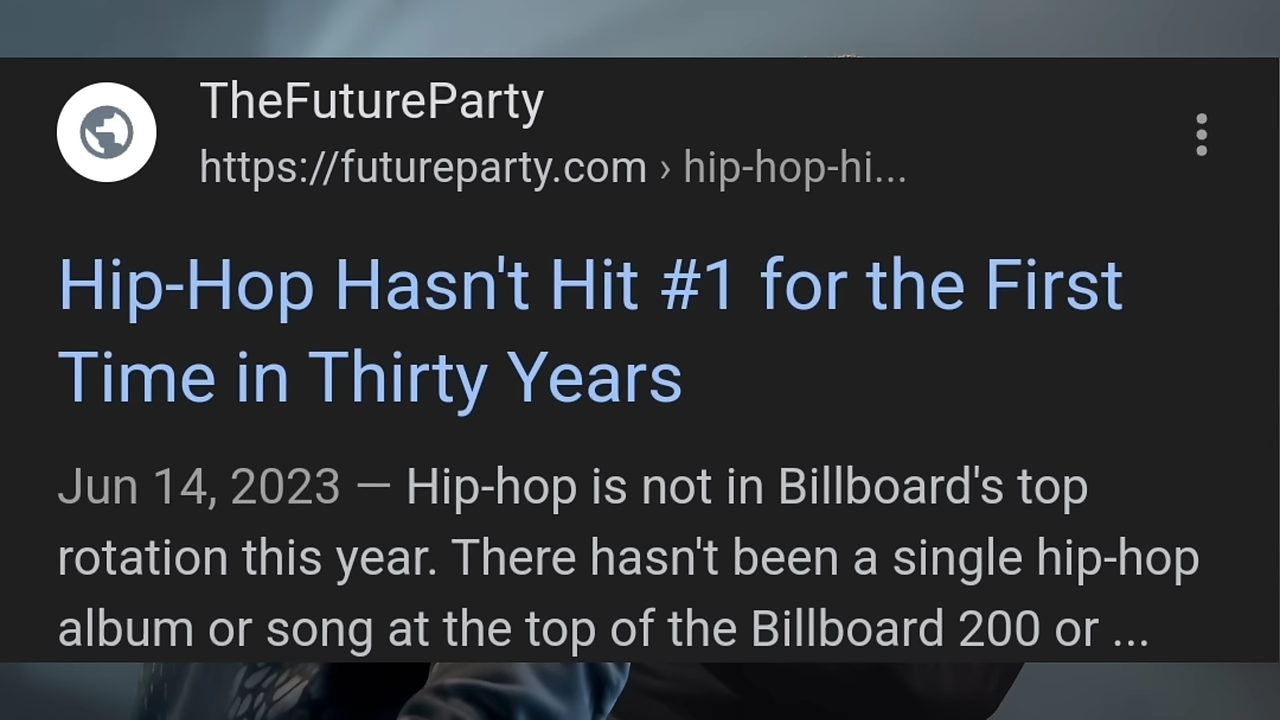 TheFutureParty
https://futureparty.com › hip-hop-hi...
Hip-Hop Hasn't Hit #1 for the First
Time in Thirty Years
Jun 14, 2023 — Hip-hop is not in Billboard's top
rotation this year. There hasn't been a single hip-hop
album or song at the top of the Billboard 200 or ...